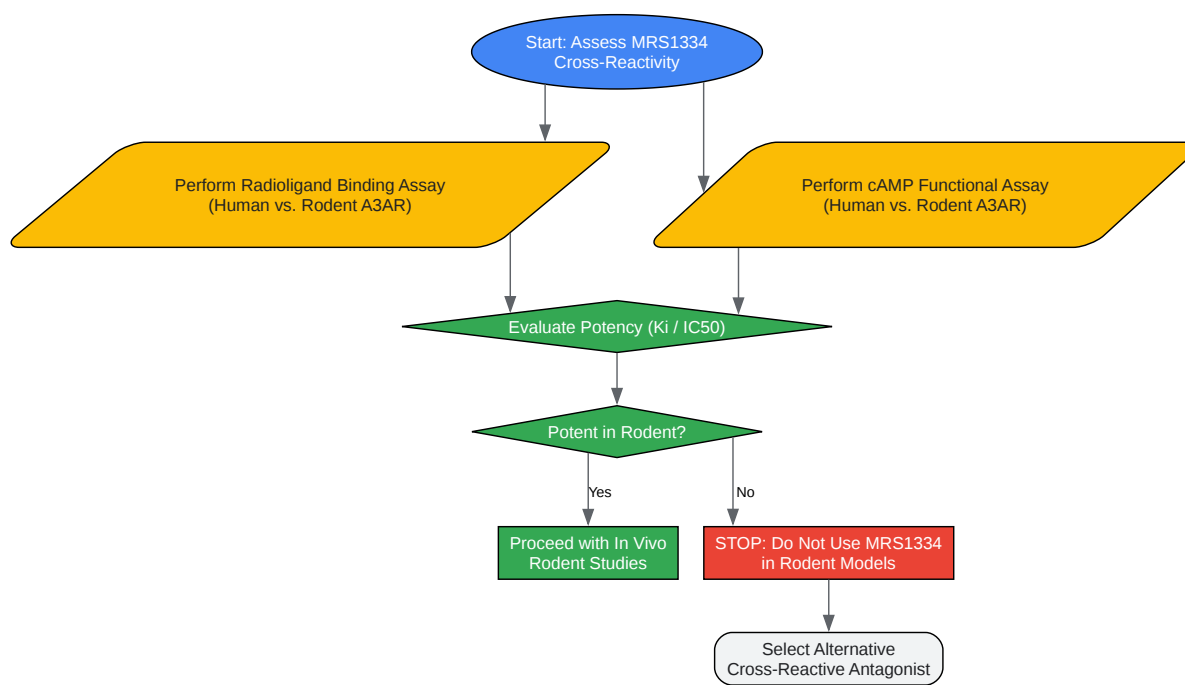 Start: Assess MRS1334
Cross-Reactivity
Perform Radioligand Binding Assay
(Human vs. Rodent A3AR)
Perform cAMP Functional Assay
(Human vs. Rodent A3AR)
Evaluate Potency (Ki / IC50)
Potent in Rodent?
Yes
No
Proceed with In Vivo
Rodent Studies
STOP: Do Not Use MRS1334
in Rodent Models
Select Alternative
Cross-Reactive Antagonist